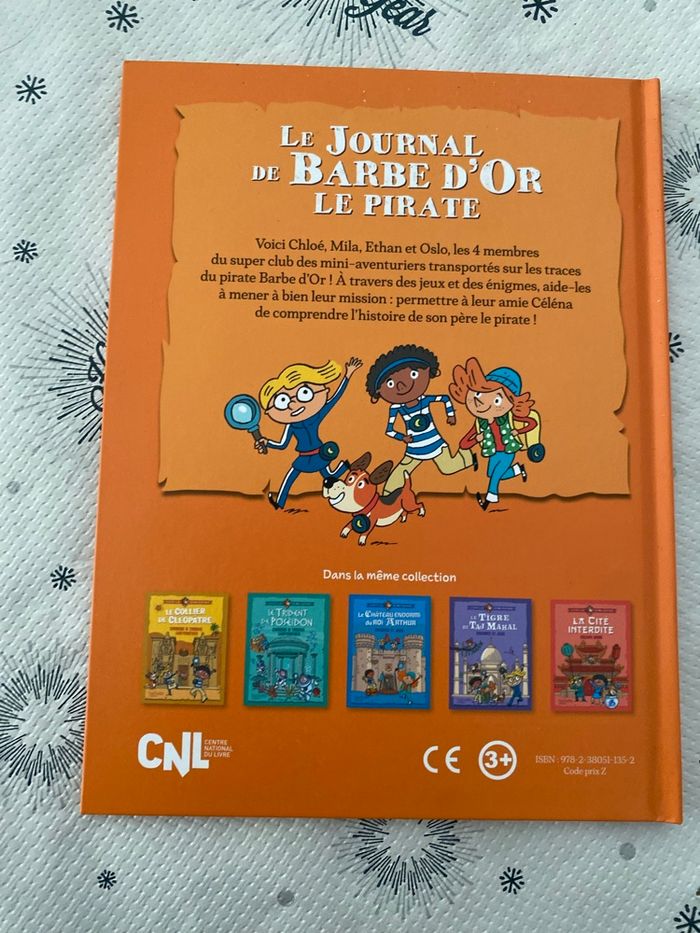 Year
LE JOURNAL
DE BARBE D'OR
LE PIRATE
Voici Chloé, Mila, Ethan et Oslo, les 4 membres
du super club des mini-aventuriers transportés sur les traces
du pirate Barbe d'Or ! À travers des jeux et des énigmes, aide-les
à mener à bien leur mission : permettre à leur amie Céléna
de comprendre l'histoire de son père le pirate !
Dans la même collection
LE COLLIER
DE CLÉOPATRE
LE TRIDENT
DE POSÉIDON
LE CHÂTEAU ENDORMI
DU ROI ARTHUR
LE TIGRE
DU TAJ MAHAL
LA CITÉ
INTERDITE
CNL CENTRE
NATIONAL
DU LIVRE
CE 3+
ISBN : 978-2-38051-135-2
Code prix Z